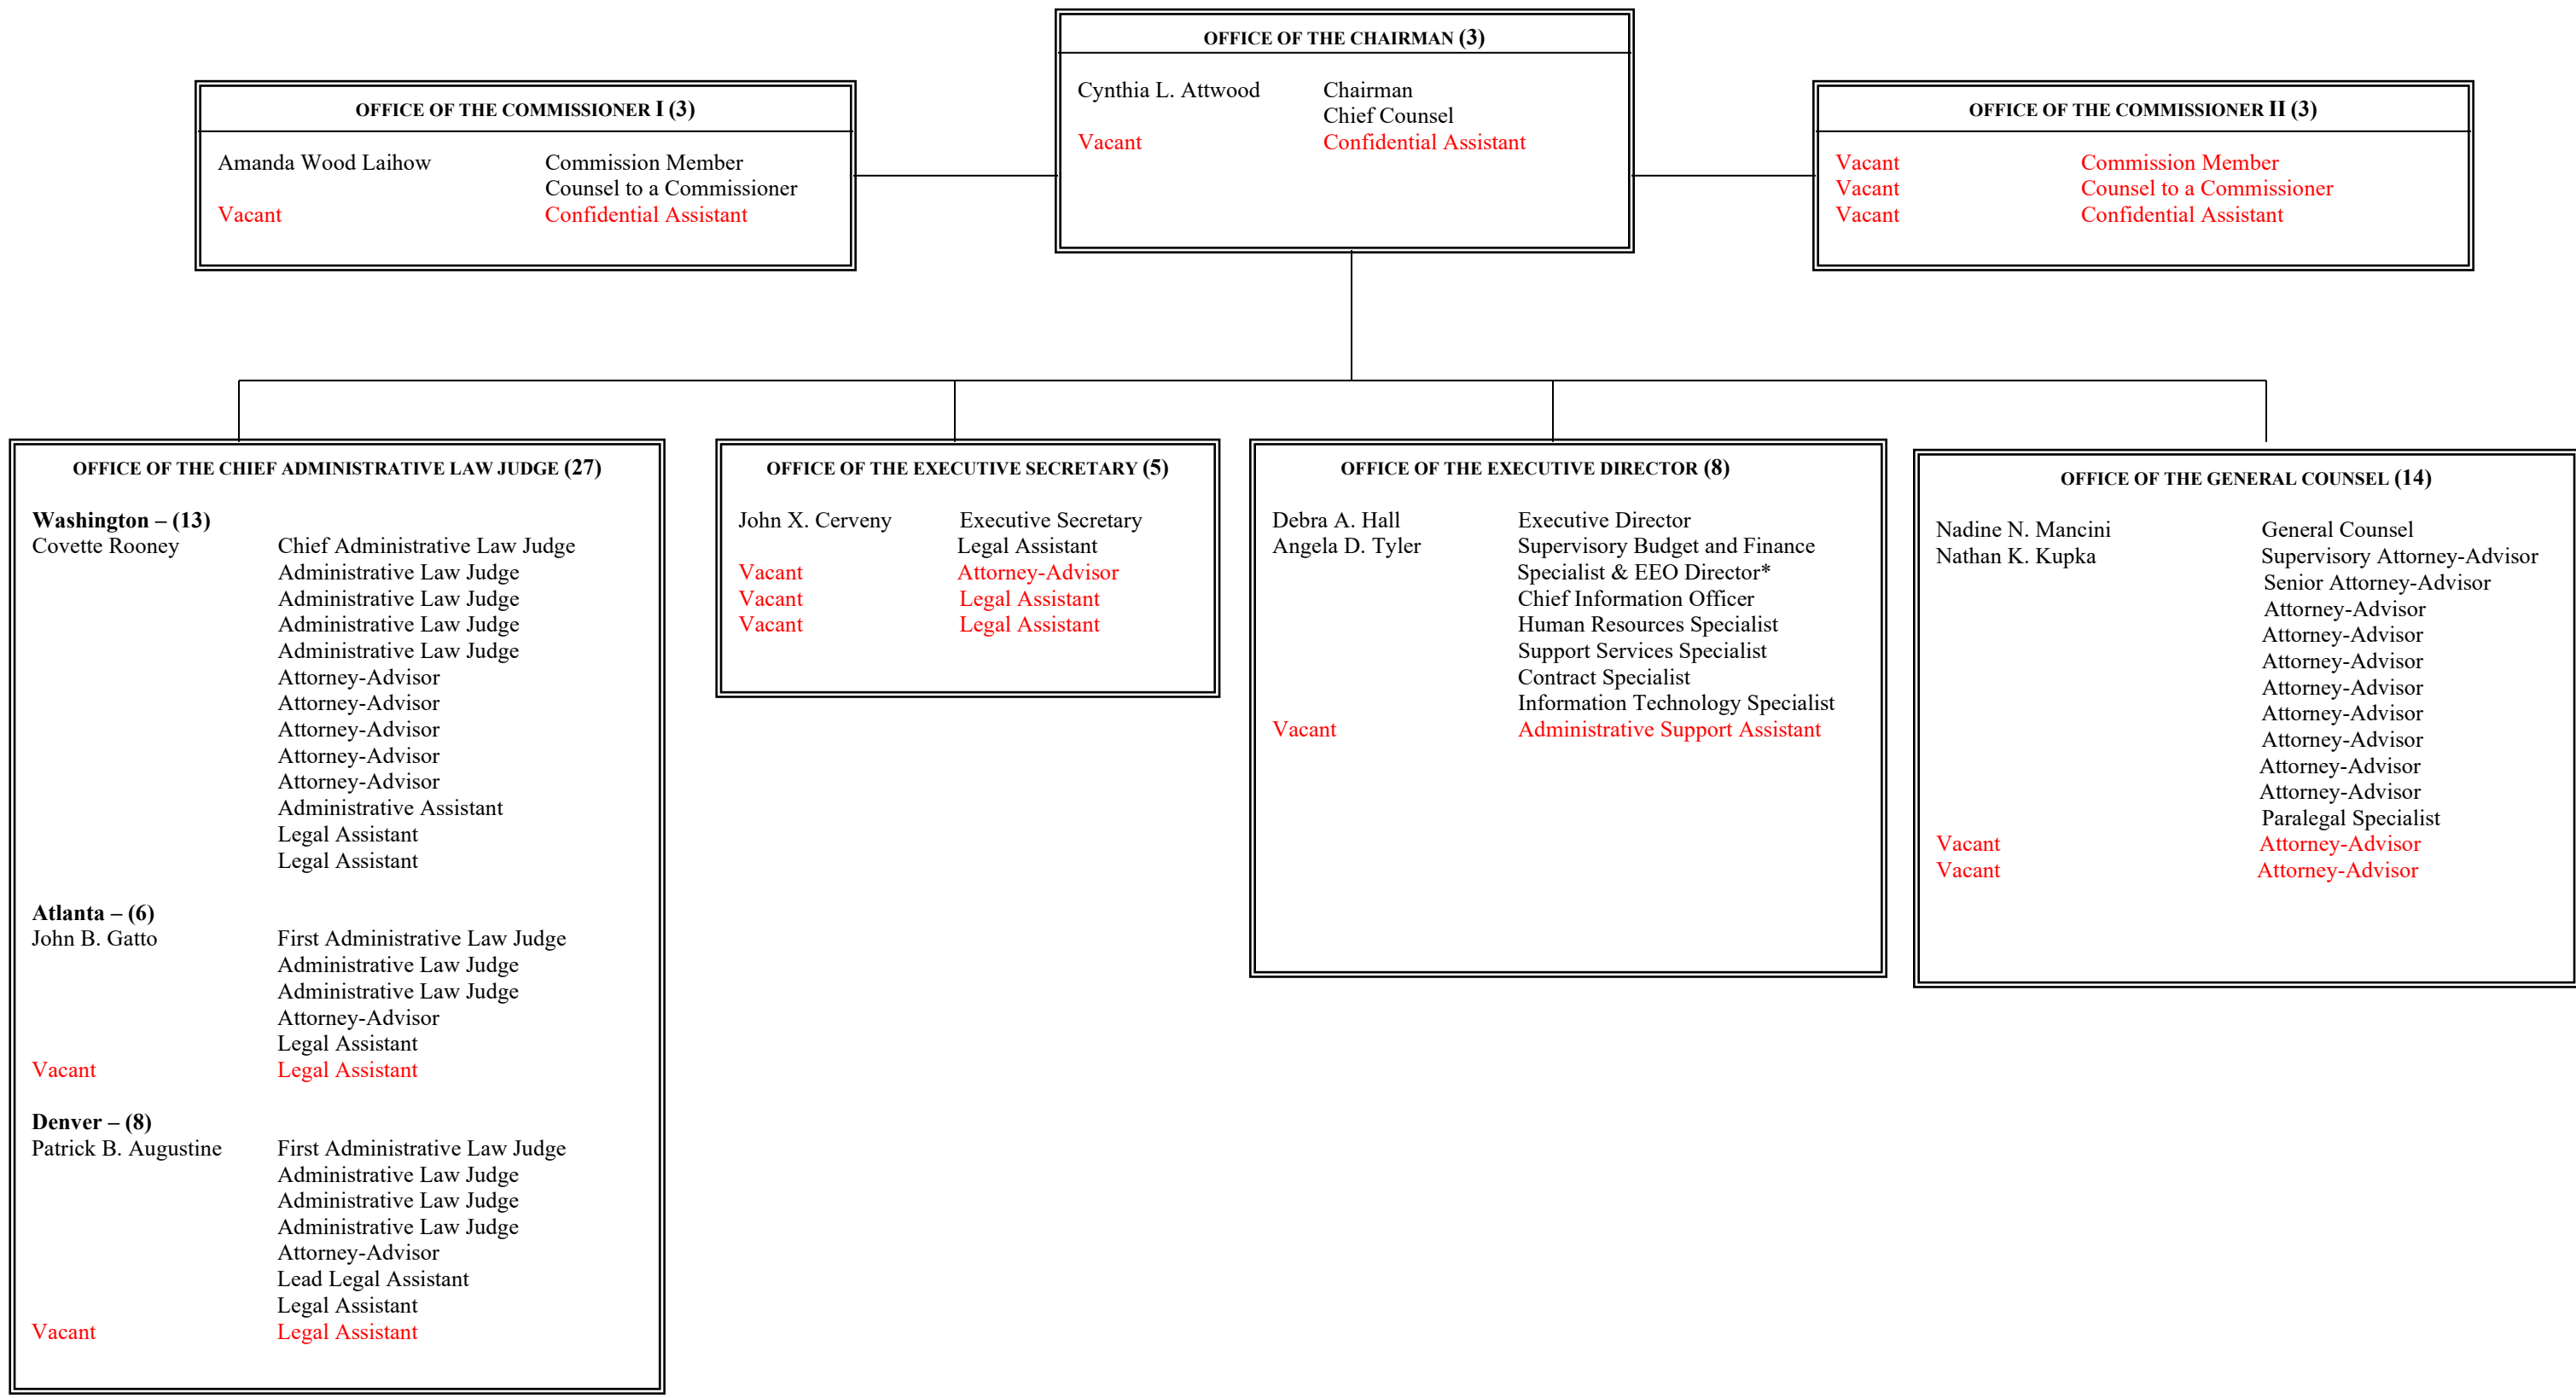 OFFICE OF THE CHAIRMAN (3)
Cynthia L. Attwood Chairman
Chief Counsel
Vacant Confidential Assistant
OFFICE OF THE COMMISSIONER I (3)
Amanda Wood Laihow Commission Member
Counsel to a Commissioner
Vacant Confidential Assistant
OFFICE OF THE COMMISSIONER II (3)
Vacant Commission Member
Vacant Counsel to a Commissioner
Vacant Confidential Assistant
OFFICE OF THE CHIEF ADMINISTRATIVE LAW JUDGE (27)
Washington – (13)
Covette Rooney Chief Administrative Law Judge
Administrative Law Judge
Administrative Law Judge
Administrative Law Judge
Administrative Law Judge
Attorney-Advisor
Attorney-Advisor
Attorney-Advisor
Attorney-Advisor
Attorney-Advisor
Administrative Assistant
Legal Assistant
Legal Assistant
Atlanta – (6)
John B. Gatto First Administrative Law Judge
Administrative Law Judge
Administrative Law Judge
Attorney-Advisor
Legal Assistant
Vacant Legal Assistant
Denver – (8)
Patrick B. Augustine First Administrative Law Judge
Administrative Law Judge
Administrative Law Judge
Administrative Law Judge
Attorney-Advisor
Lead Legal Assistant
Legal Assistant
Vacant Legal Assistant
OFFICE OF THE EXECUTIVE SECRETARY (5)
John X. Cerveny Executive Secretary
Legal Assistant
Vacant Attorney-Advisor
Vacant Legal Assistant
Vacant Legal Assistant
OFFICE OF THE EXECUTIVE DIRECTOR (8)
Debra A. Hall Executive Director
Angela D. Tyler Supervisory Budget and Finance
Specialist & EEO Director*
Chief Information Officer
Human Resources Specialist
Support Services Specialist
Contract Specialist
Information Technology Specialist
Vacant Administrative Support Assistant
OFFICE OF THE GENERAL COUNSEL (14)
Nadine N. Mancini General Counsel
Nathan K. Kupka Supervisory Attorney-Advisor
Senior Attorney-Advisor
Attorney-Advisor
Attorney-Advisor
Attorney-Advisor
Attorney-Advisor
Attorney-Advisor
Attorney-Advisor
Attorney-Advisor
Attorney-Advisor
Paralegal Specialist
Vacant Attorney-Advisor
Vacant Attorney-Advisor